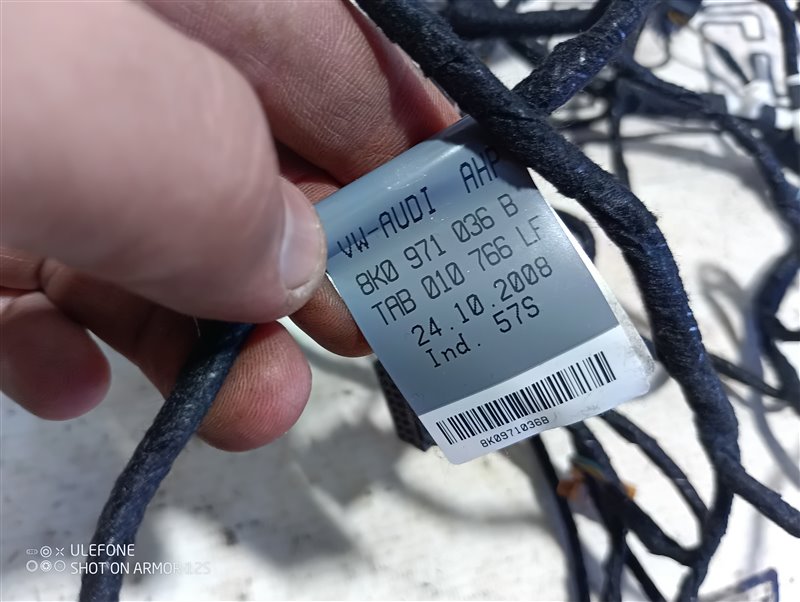 VW-AUDI AHP
8K0 971 036 B
TAB 010 766 LF
24.10.2008
Ind. 57S
8K0971036B
ULEFONE
SHOT ON ARMOR 12S